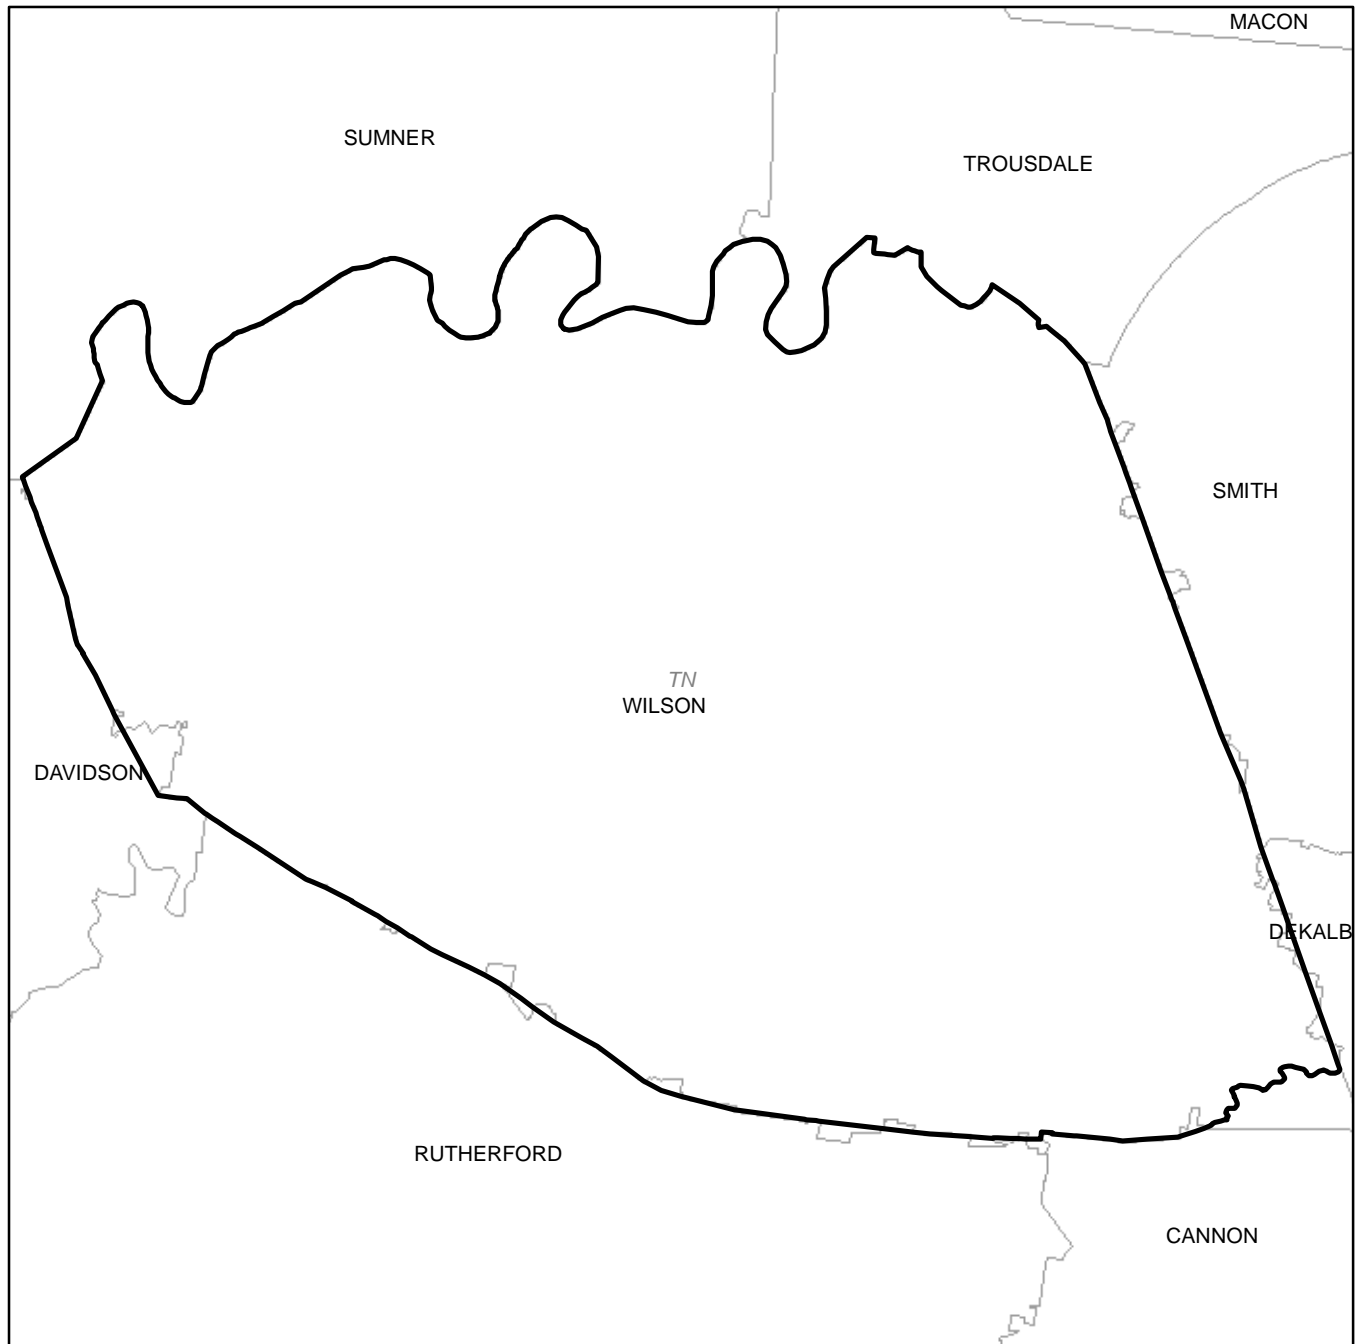 MACON
SUMNER
TROUSDALE
SMITH
TN
WILSON
DAVIDSON
DEKALB
RUTHERFORD
CANNON